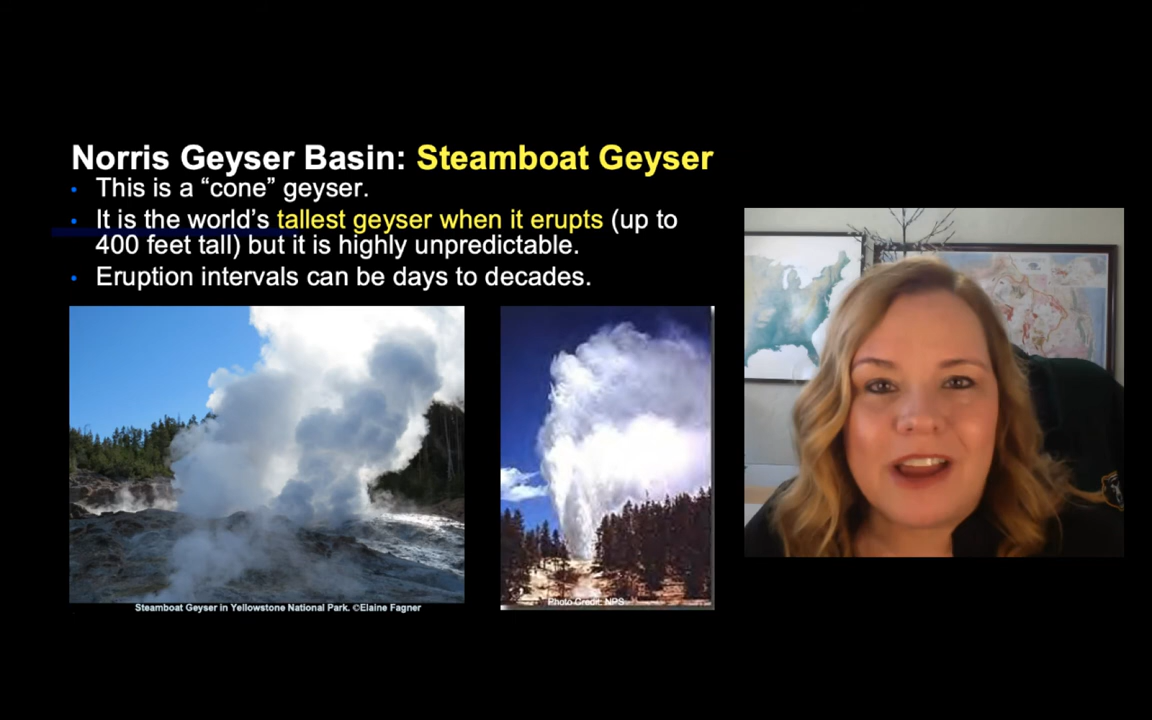 Norris Geyser Basin: Steamboat Geyser
• This is a “cone” geyser.
• It is the world’s tallest geyser when it erupts (up to
400 feet tall) but it is highly unpredictable.
• Eruption intervals can be days to decades.
Steamboat Geyser in Yellowstone National Park. ©Elaine Fagner
Photo Credit: NPS